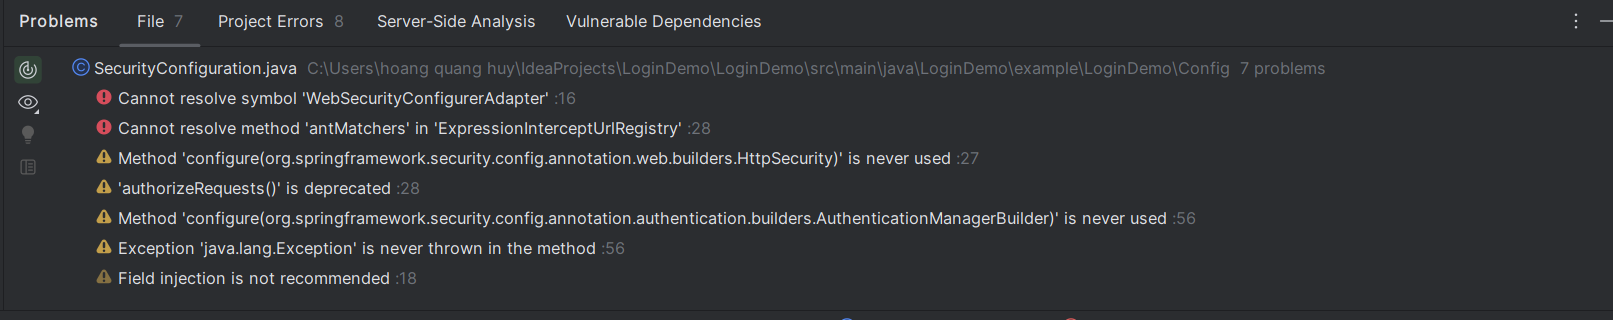 Problems File 7 Project Errors 8 Server-Side Analysis Vulnerable Dependencies
SecurityConfiguration.java C:\Users\hoang quang huy\IdeaProjects\LoginDemo\LoginDemo\src\main\java\LoginDemo\example\LoginDemo\Config 7 problems
Cannot resolve symbol 'WebSecurityConfigurerAdapter' :16
Cannot resolve method 'antMatchers' in 'ExpressionInterceptUrlRegistry' :28
Method 'configure(org.springframework.security.config.annotation.web.builders.HttpSecurity)' is never used :27
'authorizeRequests()' is deprecated :28
Method 'configure(org.springframework.security.config.annotation.authentication.builders.AuthenticationManagerBuilder)' is never used :56
Exception 'java.lang.Exception' is never thrown in the method :56
Field injection is not recommended :18